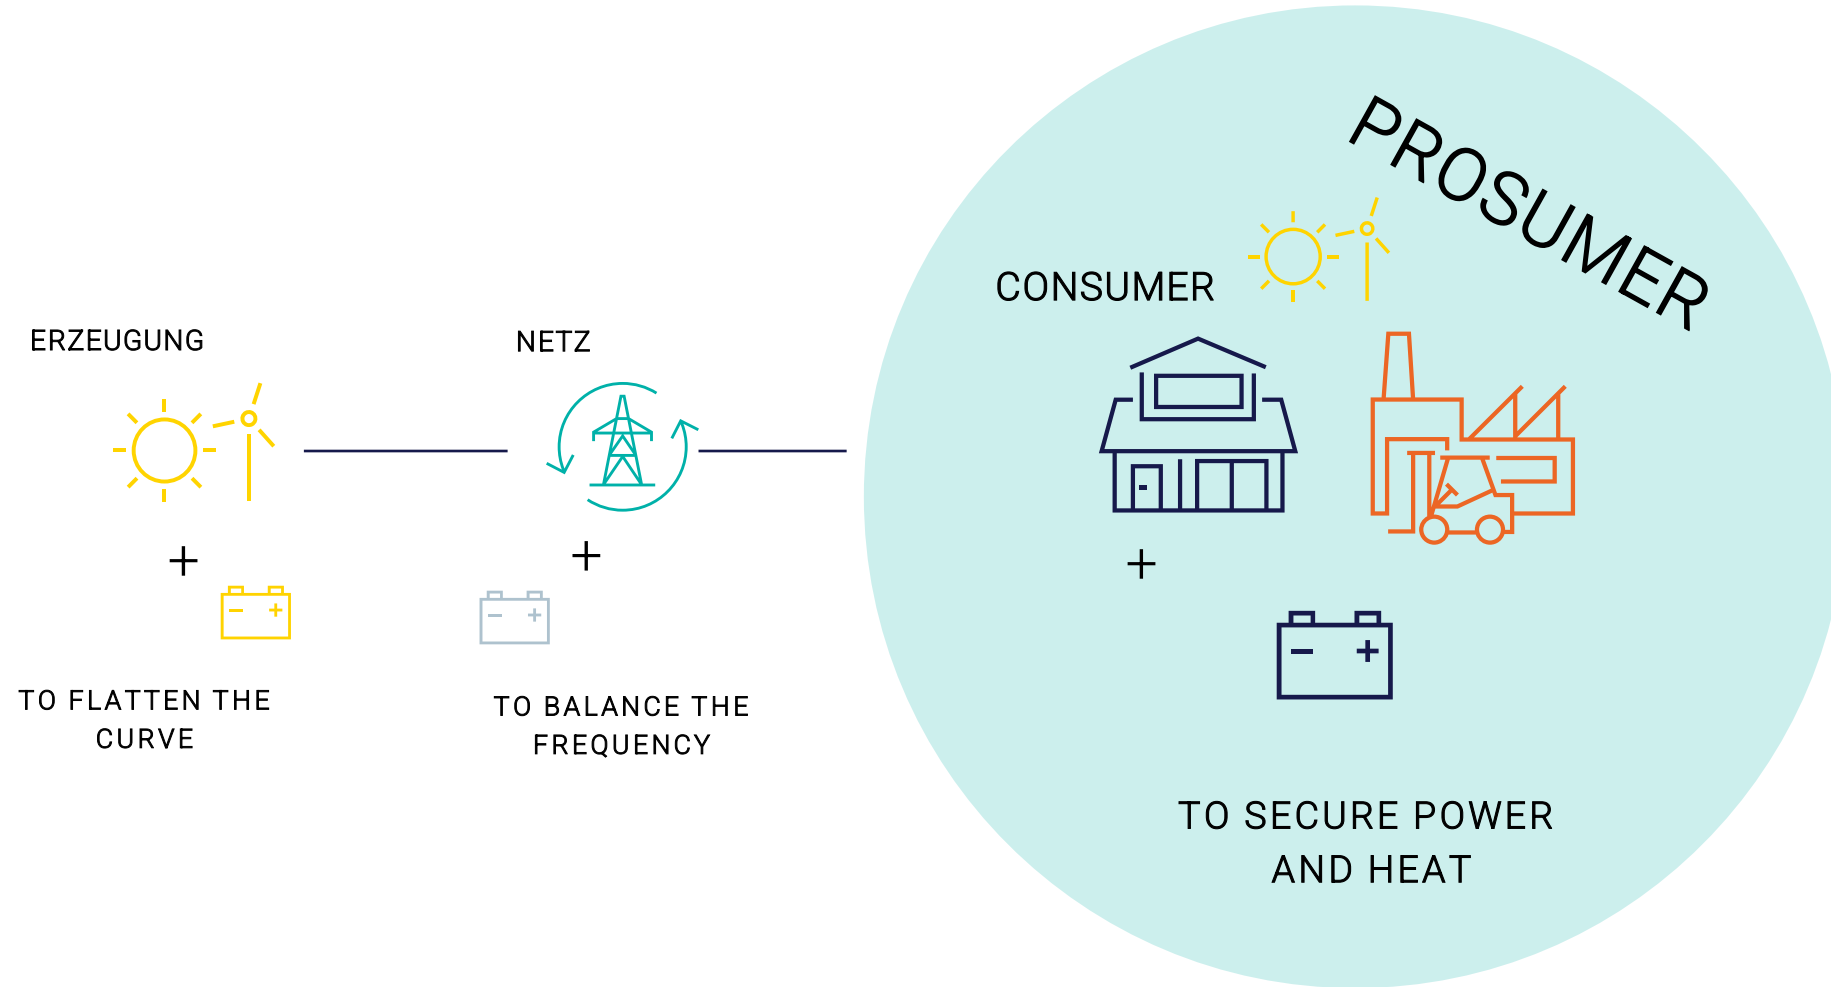 ERZEUGUNG
TO FLATTEN THE
CURVE
NETZ
TO BALANCE THE
FREQUENCY
PROSUMER
CONSUMER
TO SECURE POWER
AND HEAT